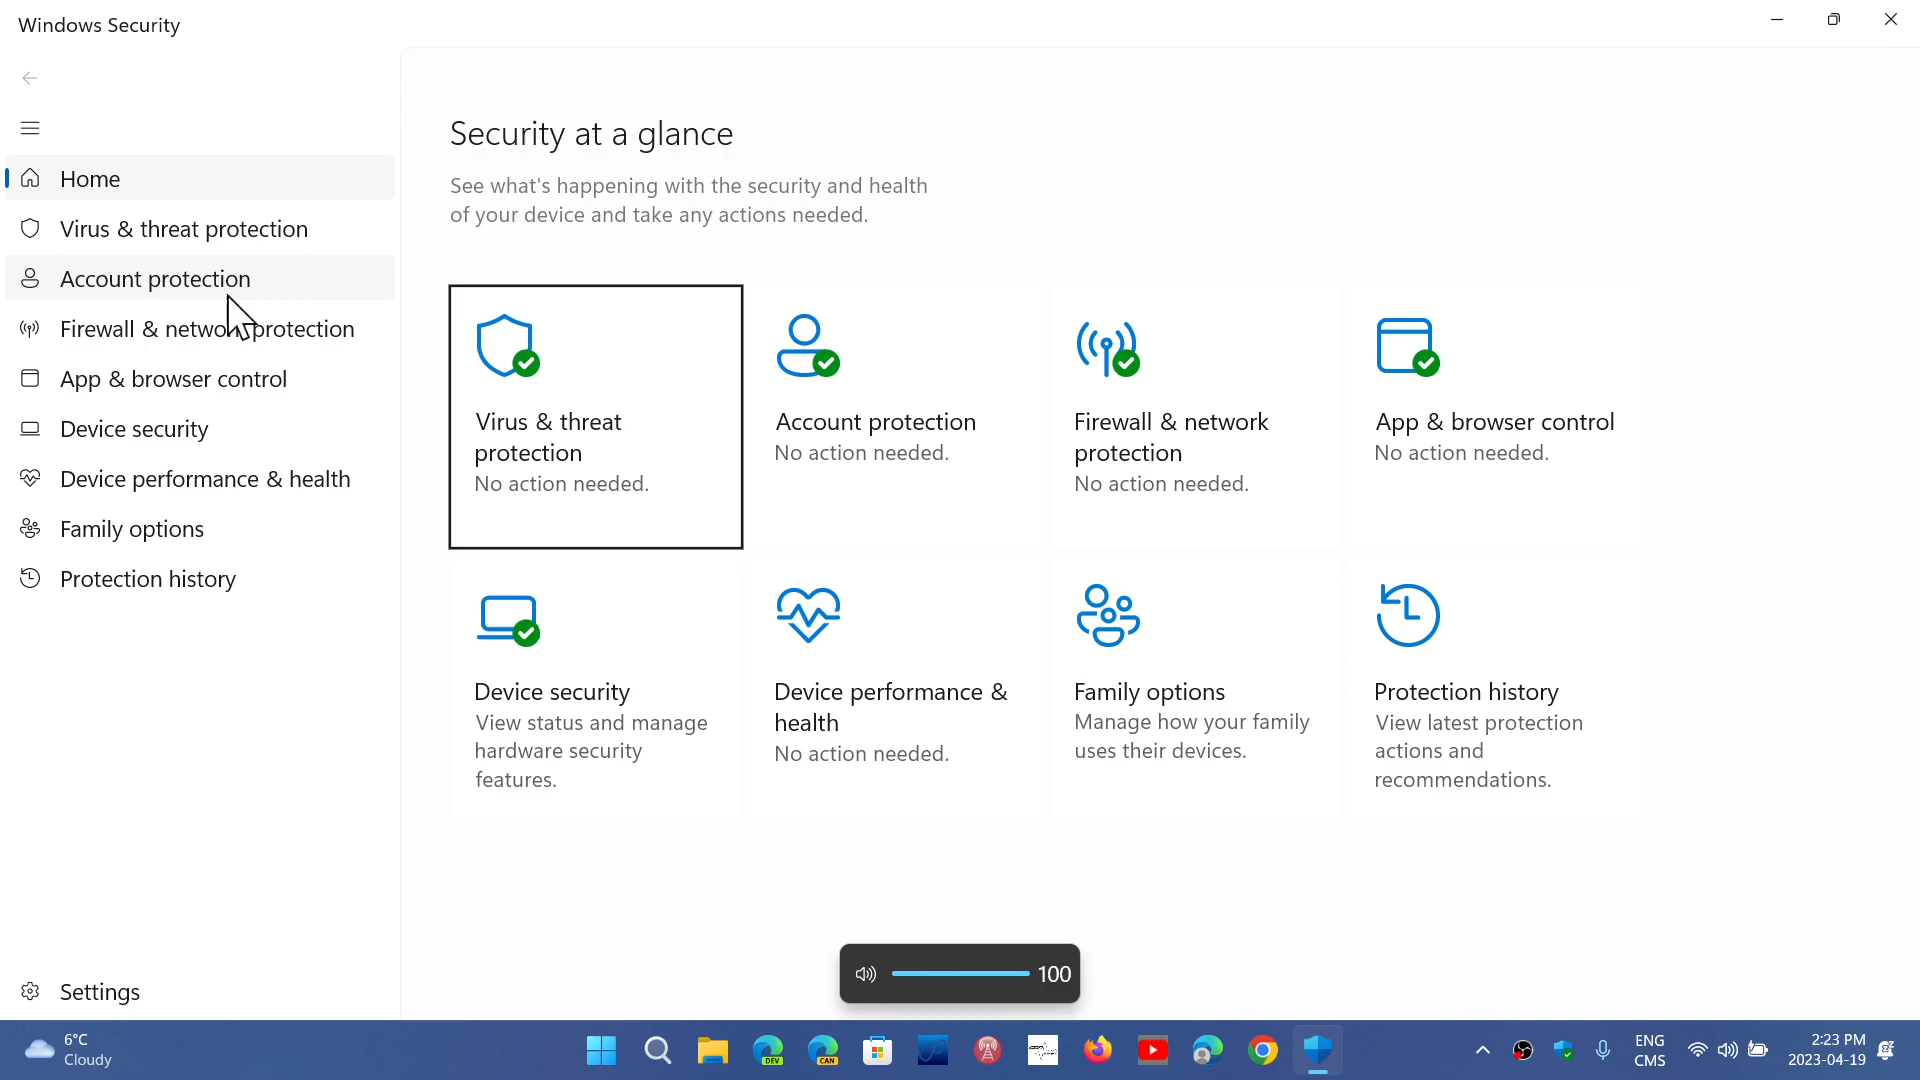 Windows Security
Home
Virus & threat protection
Account protection
Firewall & network protection
App & browser control
Device security
Device performance & health
Family options
Protection history
Settings
Security at a glance
See what's happening with the security and health
of your device and take any actions needed.
Virus & threat
protection
No action needed.
Account protection
No action needed.
Firewall & network
protection
No action needed.
App & browser control
No action needed.
Device security
View status and manage
hardware security
features.
Device performance &
health
No action needed.
Family options
Manage how your family
uses their devices.
Protection history
View latest protection
actions and
recommendations.
100
6°C
Cloudy
DEV
CAN
ENG
CMS
2:23 PM
2023-04-19